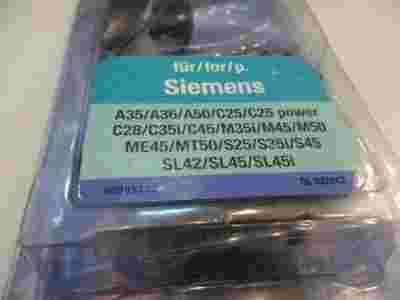 für/for/p.
Siemens
A35/A36/A50/C25/C25 power
C28/C35i/C45/M35i/M45/M50
ME45/MT50/S25/S35i/S45
SL42/SL45/SL45i